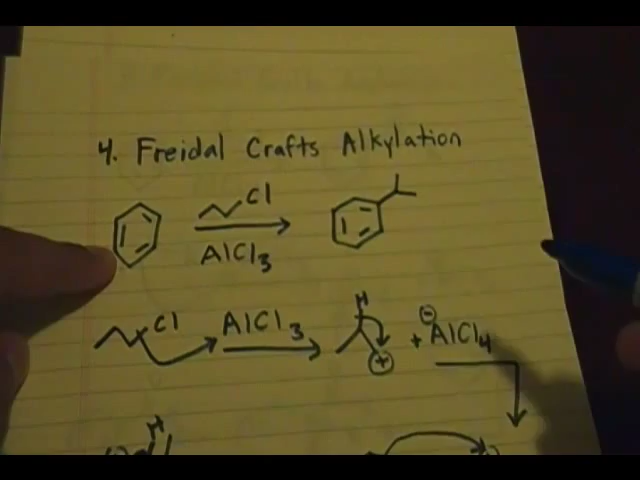 4. Freidal Crafts Alkylation
Cl
AlCl3
Cl AlCl3 H + + ⊖AlCl4
H